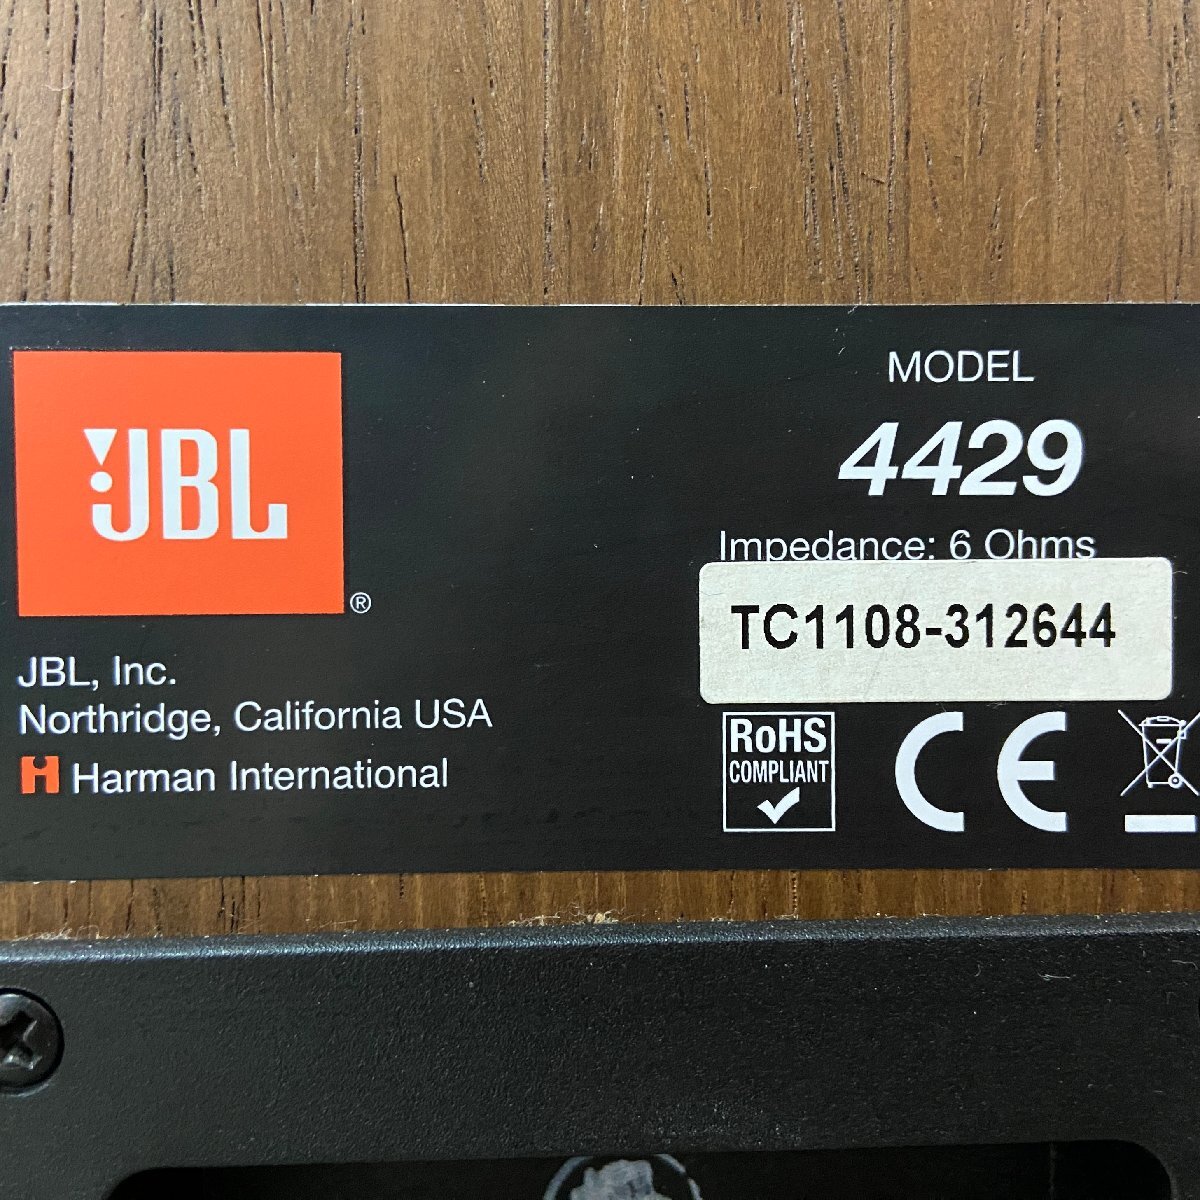 JBL
®
JBL, Inc.
Northridge, California USA
Harman International
MODEL
4429
Impedance: 6 Ohms
TC1108-312644
RoHS
COMPLIANT
CE